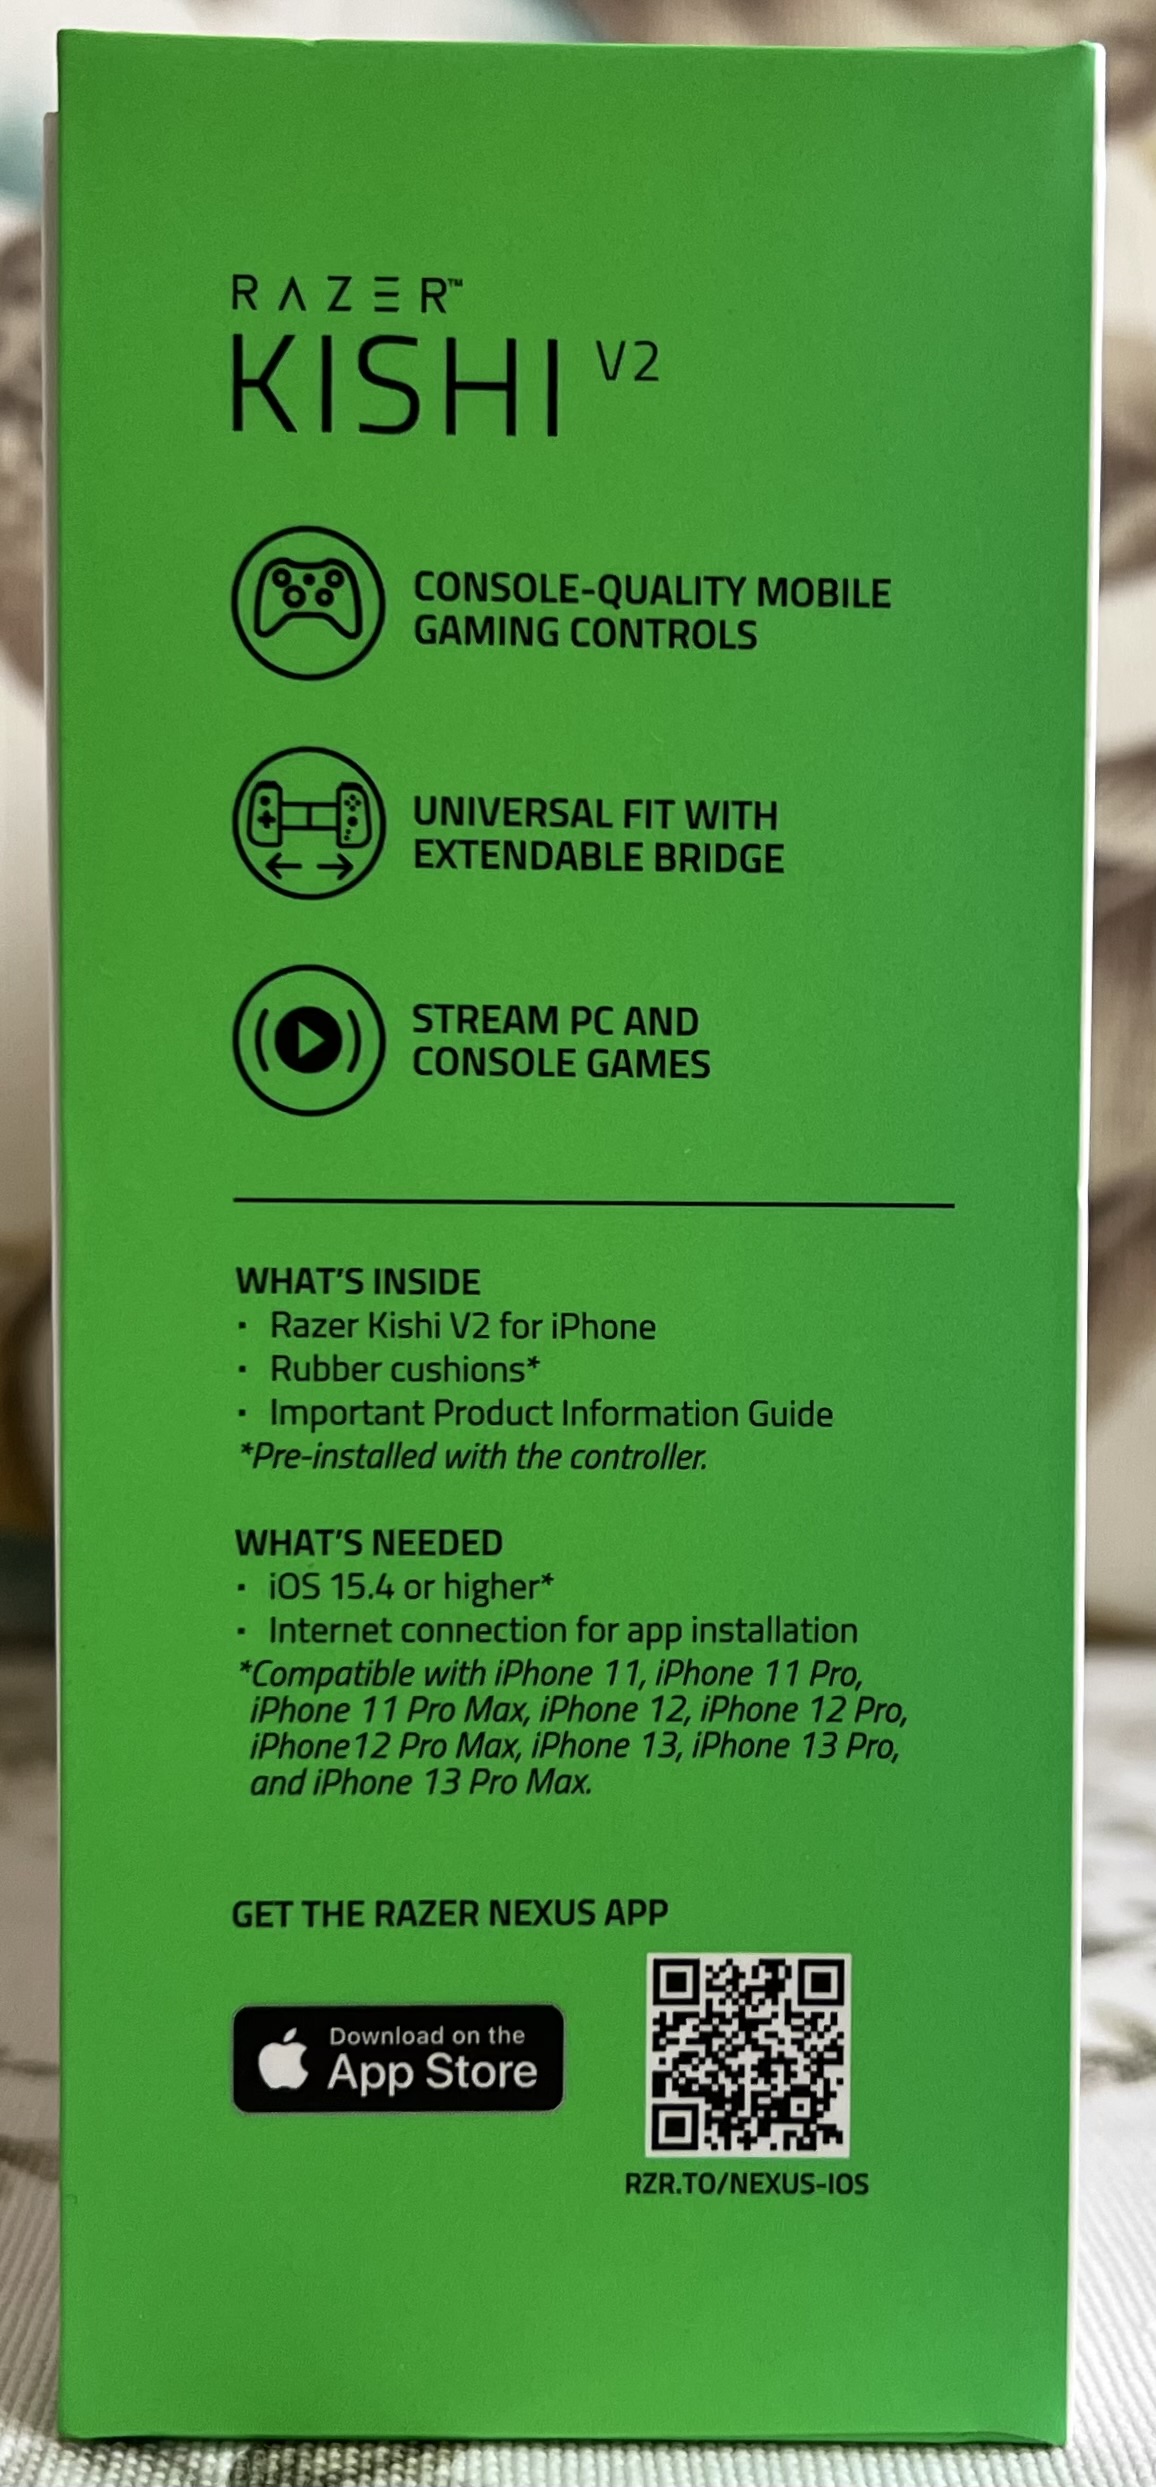 RAZER™
KISHI V2
CONSOLE-QUALITY MOBILE
GAMING CONTROLS
UNIVERSAL FIT WITH
EXTENDABLE BRIDGE
STREAM PC AND
CONSOLE GAMES
WHAT'S INSIDE
· Razer Kishi V2 for iPhone
· Rubber cushions*
· Important Product Information Guide
*Pre-installed with the controller.
WHAT'S NEEDED
· iOS 15.4 or higher*
· Internet connection for app installation
*Compatible with iPhone 11, iPhone 11 Pro,
iPhone 11 Pro Max, iPhone 12, iPhone 12 Pro,
iPhone12 Pro Max, iPhone 13, iPhone 13 Pro,
and iPhone 13 Pro Max.
GET THE RAZER NEXUS APP
Download on the
App Store
RZR.TO/NEXUS-IOS